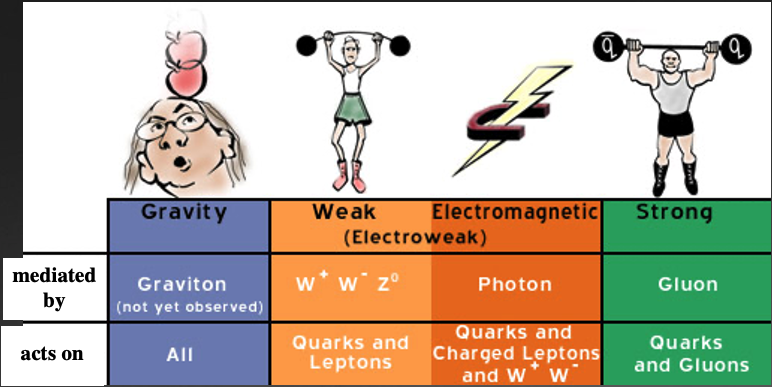 q̄ q
Gravity Weak Electromagnetic Strong
(Electroweak)
mediated by Graviton (not yet observed) W⁺ W⁻ Z⁰ Photon Gluon
acts on All Quarks and Leptons Quarks and Charged Leptons and W⁺ W⁻ Quarks and Gluons